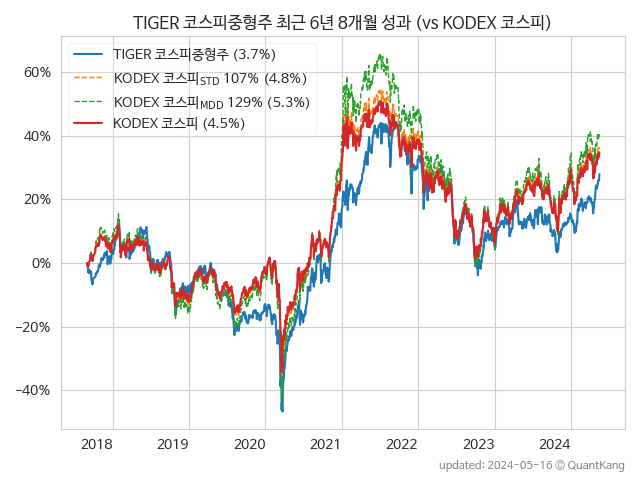 TIGER 코스피중형주 최근 6년 8개월 성과 (vs KODEX 코스피)
TIGER 코스피중형주 (3.7%)
KODEX 코스피STD 107% (4.8%)
KODEX 코스피MDD 129% (5.3%)
KODEX 코스피 (4.5%)
60%
40%
20%
0%
−20%
−40%
2018 2019 2020 2021 2022 2023 2024
updated: 2024-05-16 © QuantKang